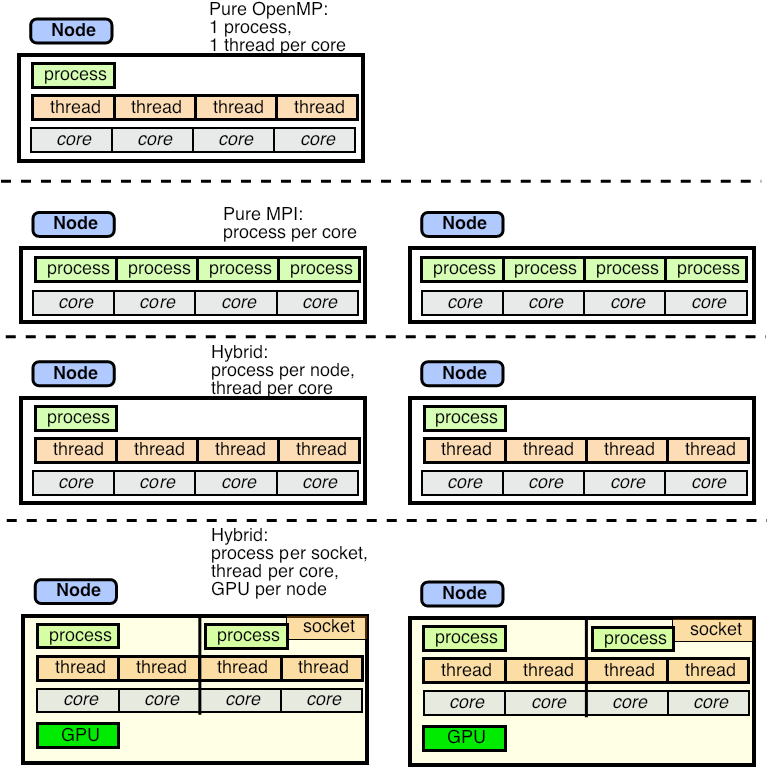 Pure OpenMP:
Node
1 process,
1 thread per core
process
thread thread thread thread
core core core core
Pure MPI:
Node
process per core
Node
process process process process
core core core core
process process process process
core core core core
Hybrid:
Node
process per node,
thread per core
Node
process
thread thread thread thread
core core core core
process
thread thread thread thread
core core core core
Hybrid:
process per socket,
thread per core,
GPU per node
Node
Node
process process socket
thread thread thread thread
core core core core
GPU
process process socket
thread thread thread thread
core core core core
GPU